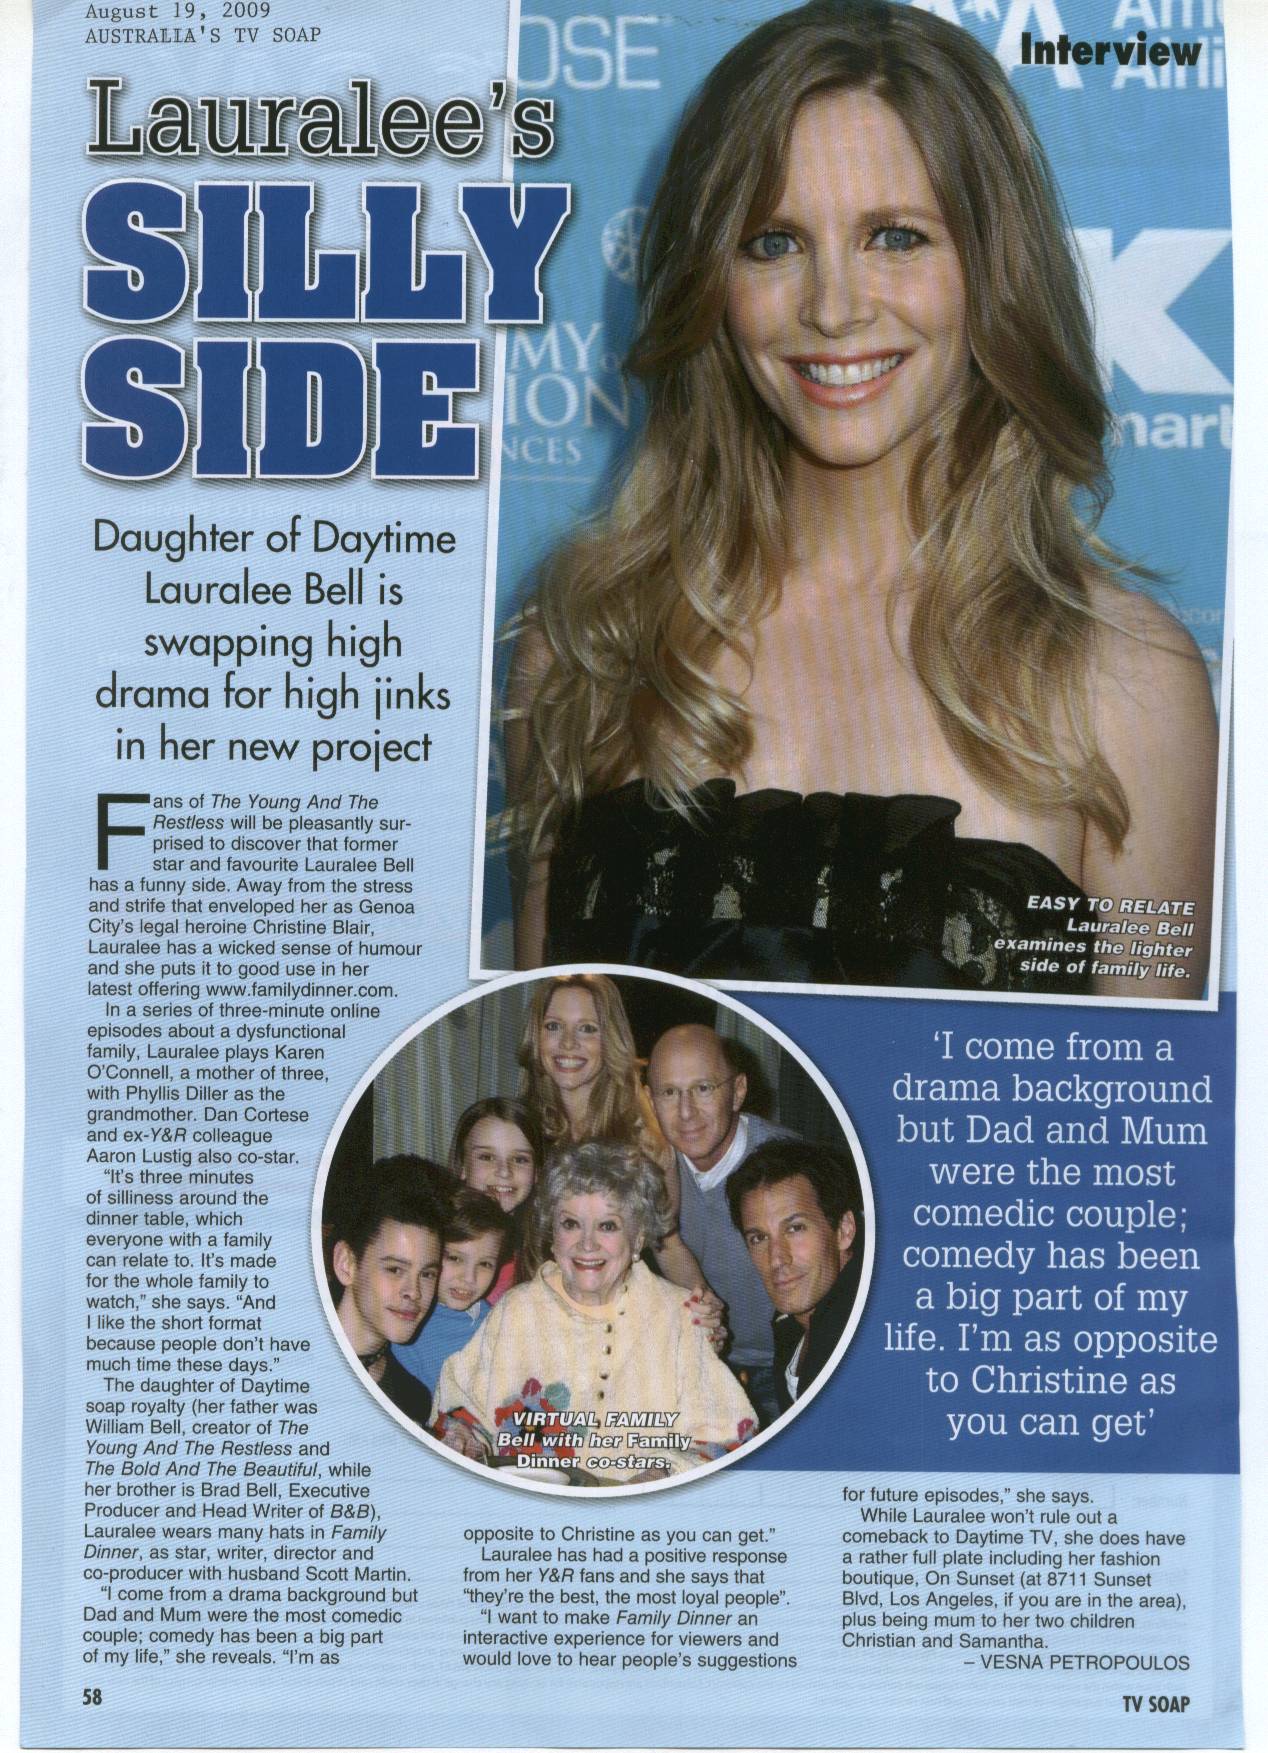 August 19, 2009
AUSTRALIA'S TV SOAP
Interview
Lauralee's
SILLY
SIDE
Daughter of Daytime
Lauralee Bell is
swapping high
drama for high jinks
in her new project
OSE
Airli
MY
ION
NCES
K
mart
EASY TO RELATE
Lauralee Bell
examines the lighter
side of family life.
Fans of The Young And The
Restless will be pleasantly sur-
prised to discover that former
star and favourite Lauralee Bell
has a funny side. Away from the stress
and strife that enveloped her as Genoa
City's legal heroine Christine Blair,
Lauralee has a wicked sense of humour
and she puts it to good use in her
latest offering www.familydinner.com.
In a series of three-minute online
episodes about a dysfunctional
family, Lauralee plays Karen
O'Connell, a mother of three,
with Phyllis Diller as the
grandmother. Dan Cortese
and ex-Y&R colleague
Aaron Lustig also co-star.
"It's three minutes
of silliness around the
dinner table, which
everyone with a family
can relate to. It's made
for the whole family to
watch," she says. "And
I like the short format
because people don't have
much time these days."
The daughter of Daytime
soap royalty (her father was
William Bell, creator of The
Young And The Restless and
The Bold And The Beautiful, while
her brother is Brad Bell, Executive
Producer and Head Writer of B&B),
Lauralee wears many hats in Family
Dinner, as star, writer, director and
co-producer with husband Scott Martin.
"I come from a drama background but
Dad and Mum were the most comedic
couple; comedy has been a big part
of my life," she reveals. "I'm as
VIRTUAL FAMILY
Bell with her Family
Dinner co-stars.
'I come from a
drama background
but Dad and Mum
were the most
comedic couple;
comedy has been
a big part of my
life. I'm as opposite
to Christine as
you can get'
opposite to Christine as you can get."
Lauralee has had a positive response
from her Y&R fans and she says that
"they're the best, the most loyal people".
"I want to make Family Dinner an
interactive experience for viewers and
would love to hear people's suggestions
for future episodes," she says.
While Lauralee won't rule out a
comeback to Daytime TV, she does have
a rather full plate including her fashion
boutique, On Sunset (at 8711 Sunset
Blvd, Los Angeles, if you are in the area),
plus being mum to her two children
Christian and Samantha.
– VESNA PETROPOULOS
58
TV SOAP